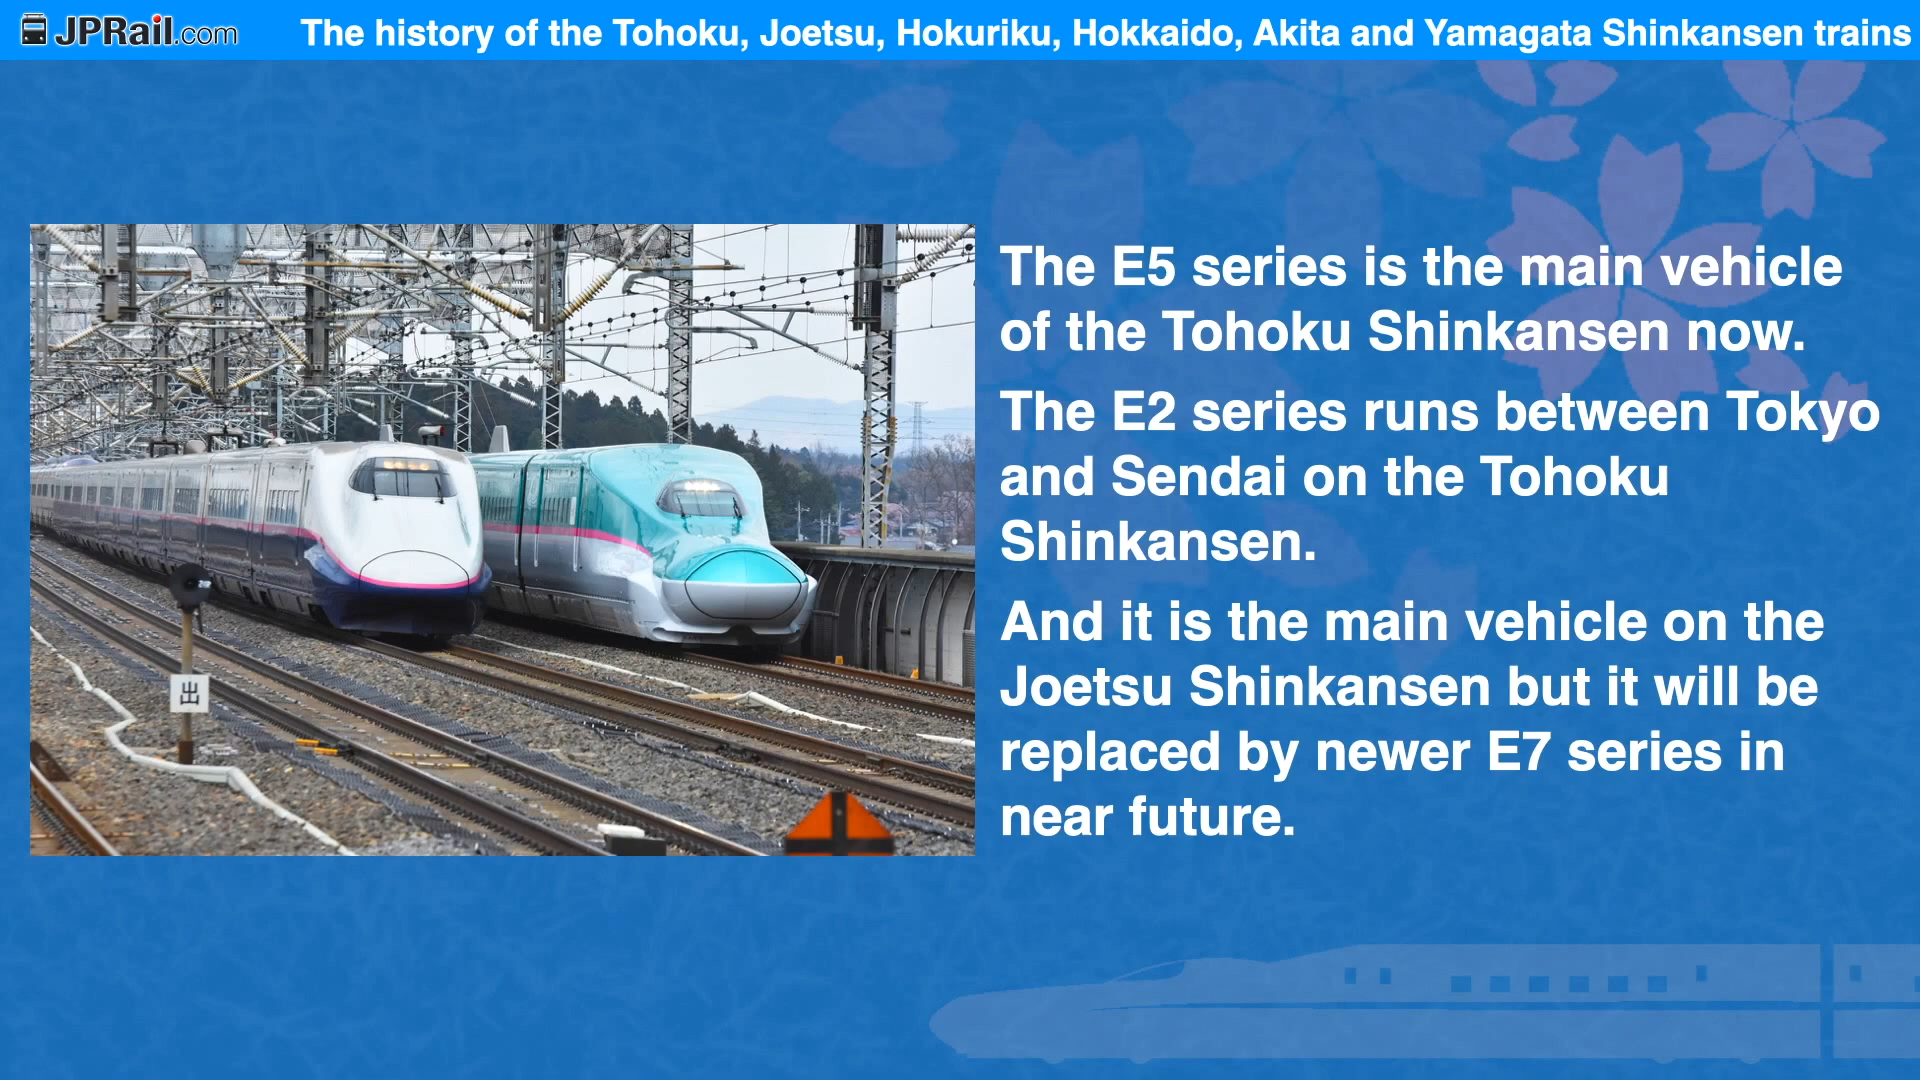 JPRail.com
The history of the Tohoku, Joetsu, Hokuriku, Hokkaido, Akita and Yamagata Shinkansen trains
The E5 series is the main vehicle
of the Tohoku Shinkansen now.
The E2 series runs between Tokyo
and Sendai on the Tohoku
Shinkansen.
And it is the main vehicle on the
Joetsu Shinkansen but it will be
replaced by newer E7 series in
near future.
出